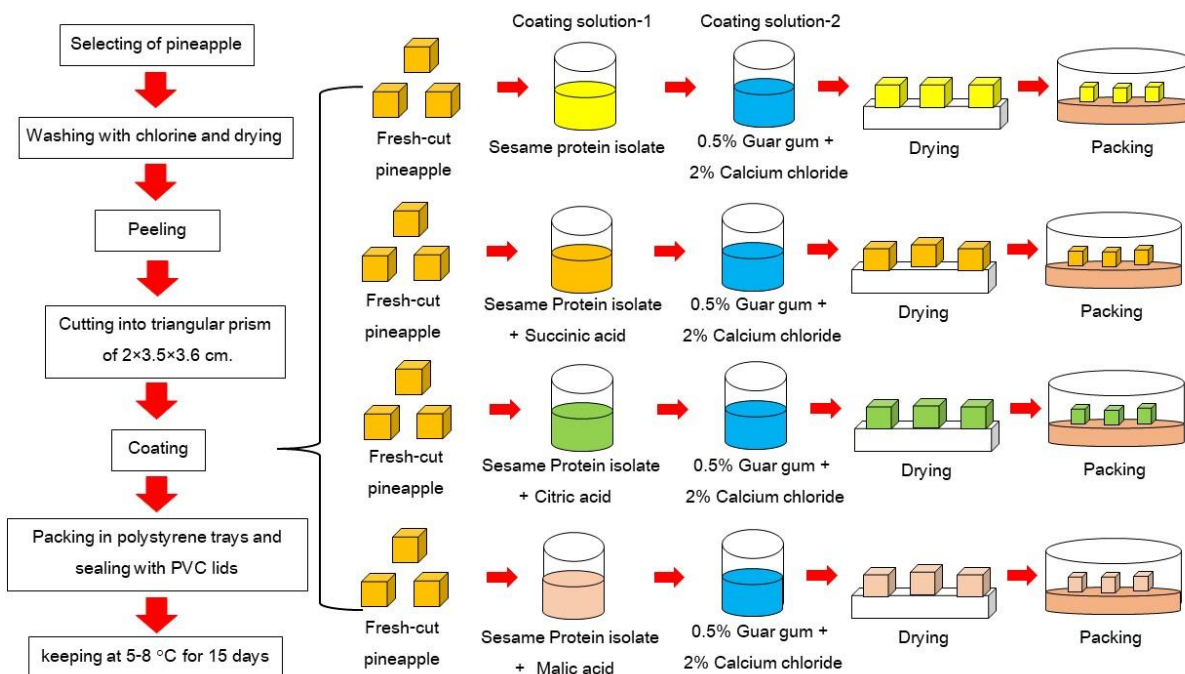 Selecting of pineapple
Washing with chlorine and drying
Peeling
Cutting into triangular prism
of 2×3.5×3.6 cm.
Coating
Packing in polystyrene trays and
sealing with PVC lids
keeping at 5-8 °C for 15 days
Coating solution-1
Coating solution-2
Fresh-cut
pineapple
Sesame protein isolate
0.5% Guar gum +
2% Calcium chloride
Drying
Packing
Fresh-cut
pineapple
Sesame Protein isolate
+ Succinic acid
0.5% Guar gum +
2% Calcium chloride
Drying
Packing
Fresh-cut
pineapple
Sesame Protein isolate
+ Citric acid
0.5% Guar gum +
2% Calcium chloride
Drying
Packing
Fresh-cut
pineapple
Sesame Protein isolate
+ Malic acid
0.5% Guar gum +
2% Calcium chloride
Drying
Packing